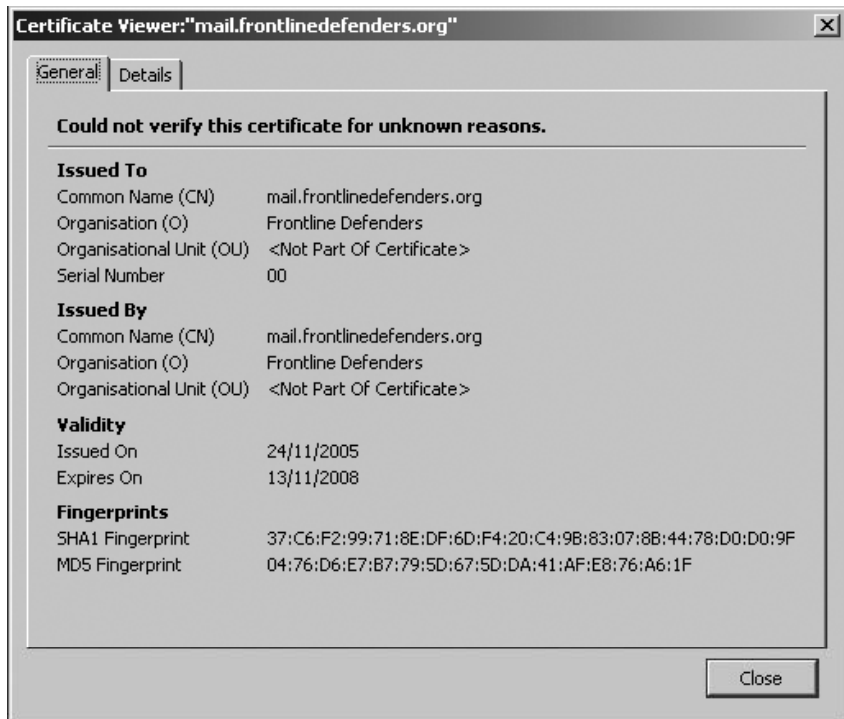 Certificate Viewer:"mail.frontlinedefenders.org"
General Details
Could not verify this certificate for unknown reasons.
Issued To
Common Name (CN) mail.frontlinedefenders.org
Organisation (O) Frontline Defenders
Organisational Unit (OU) <Not Part Of Certificate>
Serial Number 00
Issued By
Common Name (CN) mail.frontlinedefenders.org
Organisation (O) Frontline Defenders
Organisational Unit (OU) <Not Part Of Certificate>
Validity
Issued On 24/11/2005
Expires On 13/11/2008
Fingerprints
SHA1 Fingerprint 37:C6:F2:99:71:8E:DF:6D:F4:20:C4:9B:83:07:8B:44:78:D0:D0:9F
MD5 Fingerprint 04:76:D6:E7:B7:79:5D:67:5D:DA:41:AF:E8:76:A6:1F
Close